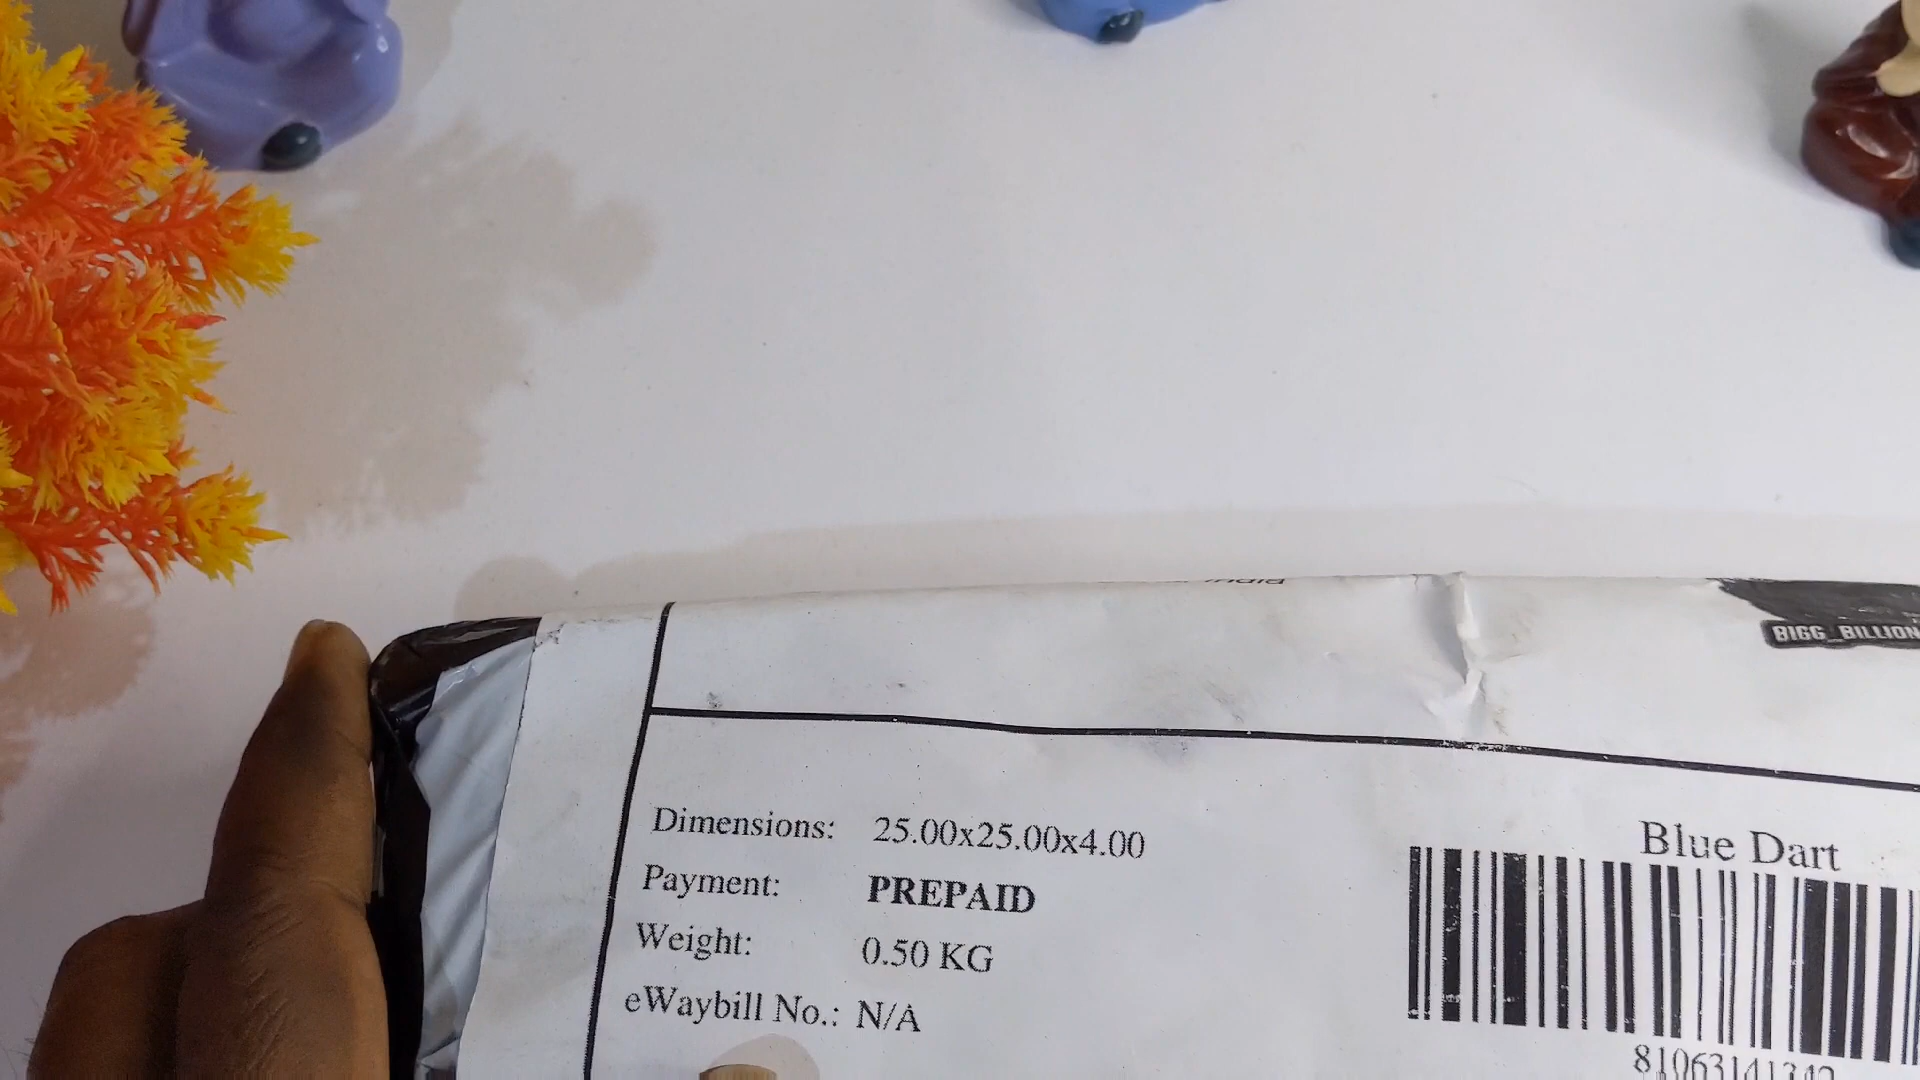 BIGG_BILLION
Dimensions: 25.00x25.00x4.00
Payment: PREPAID
Weight: 0.50 KG
eWaybill No.: N/A
Blue Dart